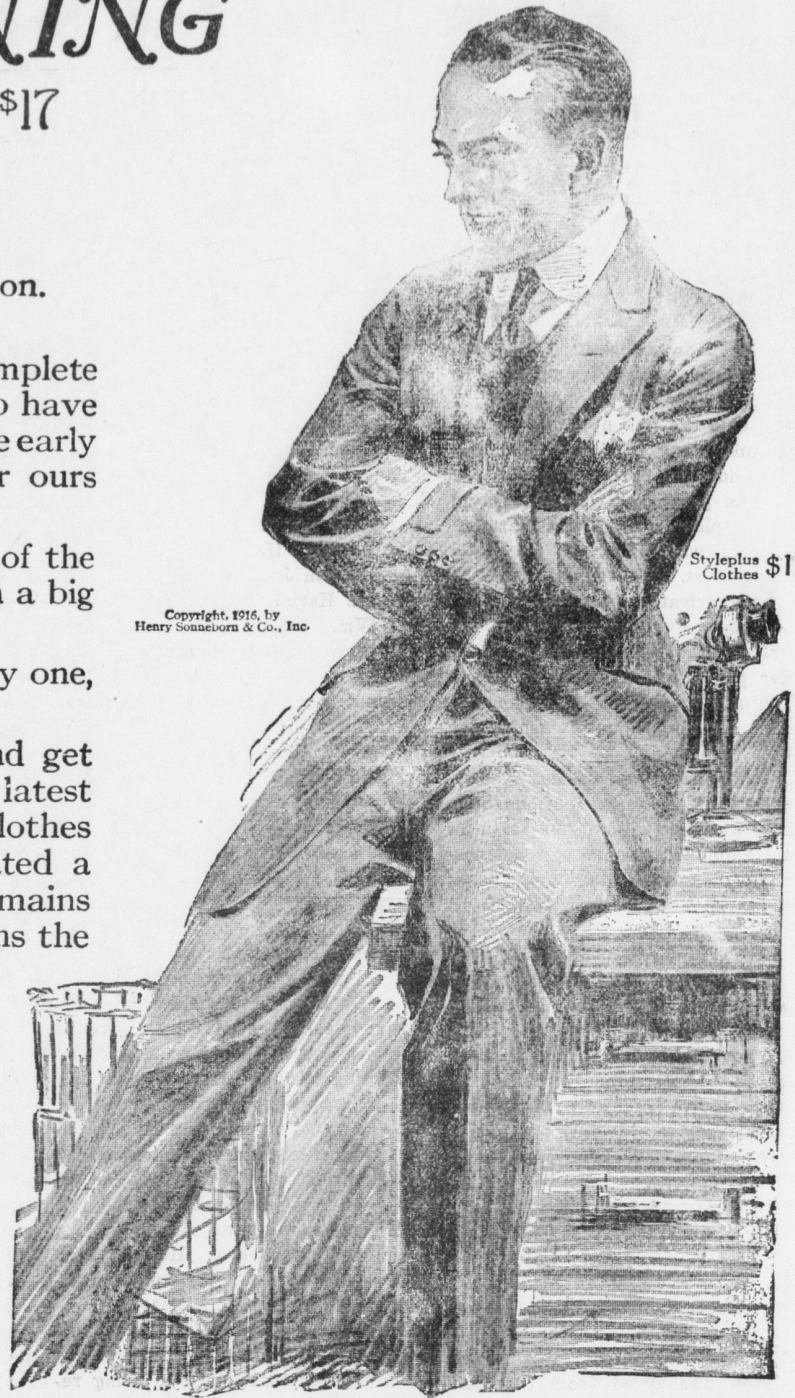 NING
$17
on.
mplete
o have
e early
r ours
of the
a big
y one,
nd get
latest
lothes
ted a
mains
ns the
Copyright, 1916, by
Henry Sonneborn & Co., Inc.
Styleplus
Clothes $1